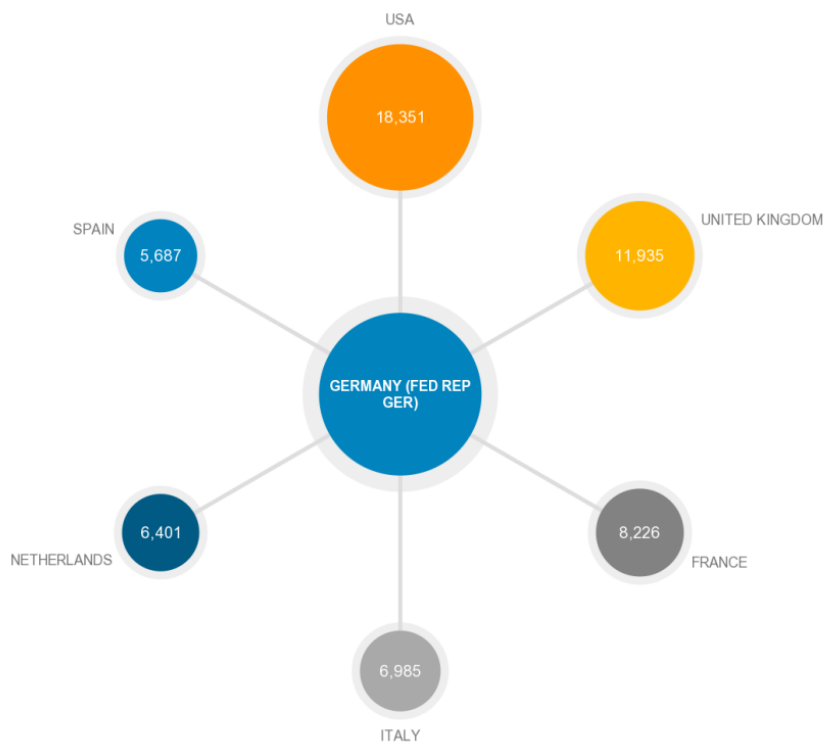 USA
18,351
SPAIN
5,687
UNITED KINGDOM
11,935
GERMANY (FED REP
GER)
NETHERLANDS
6,401
8,226
FRANCE
6,985
ITALY